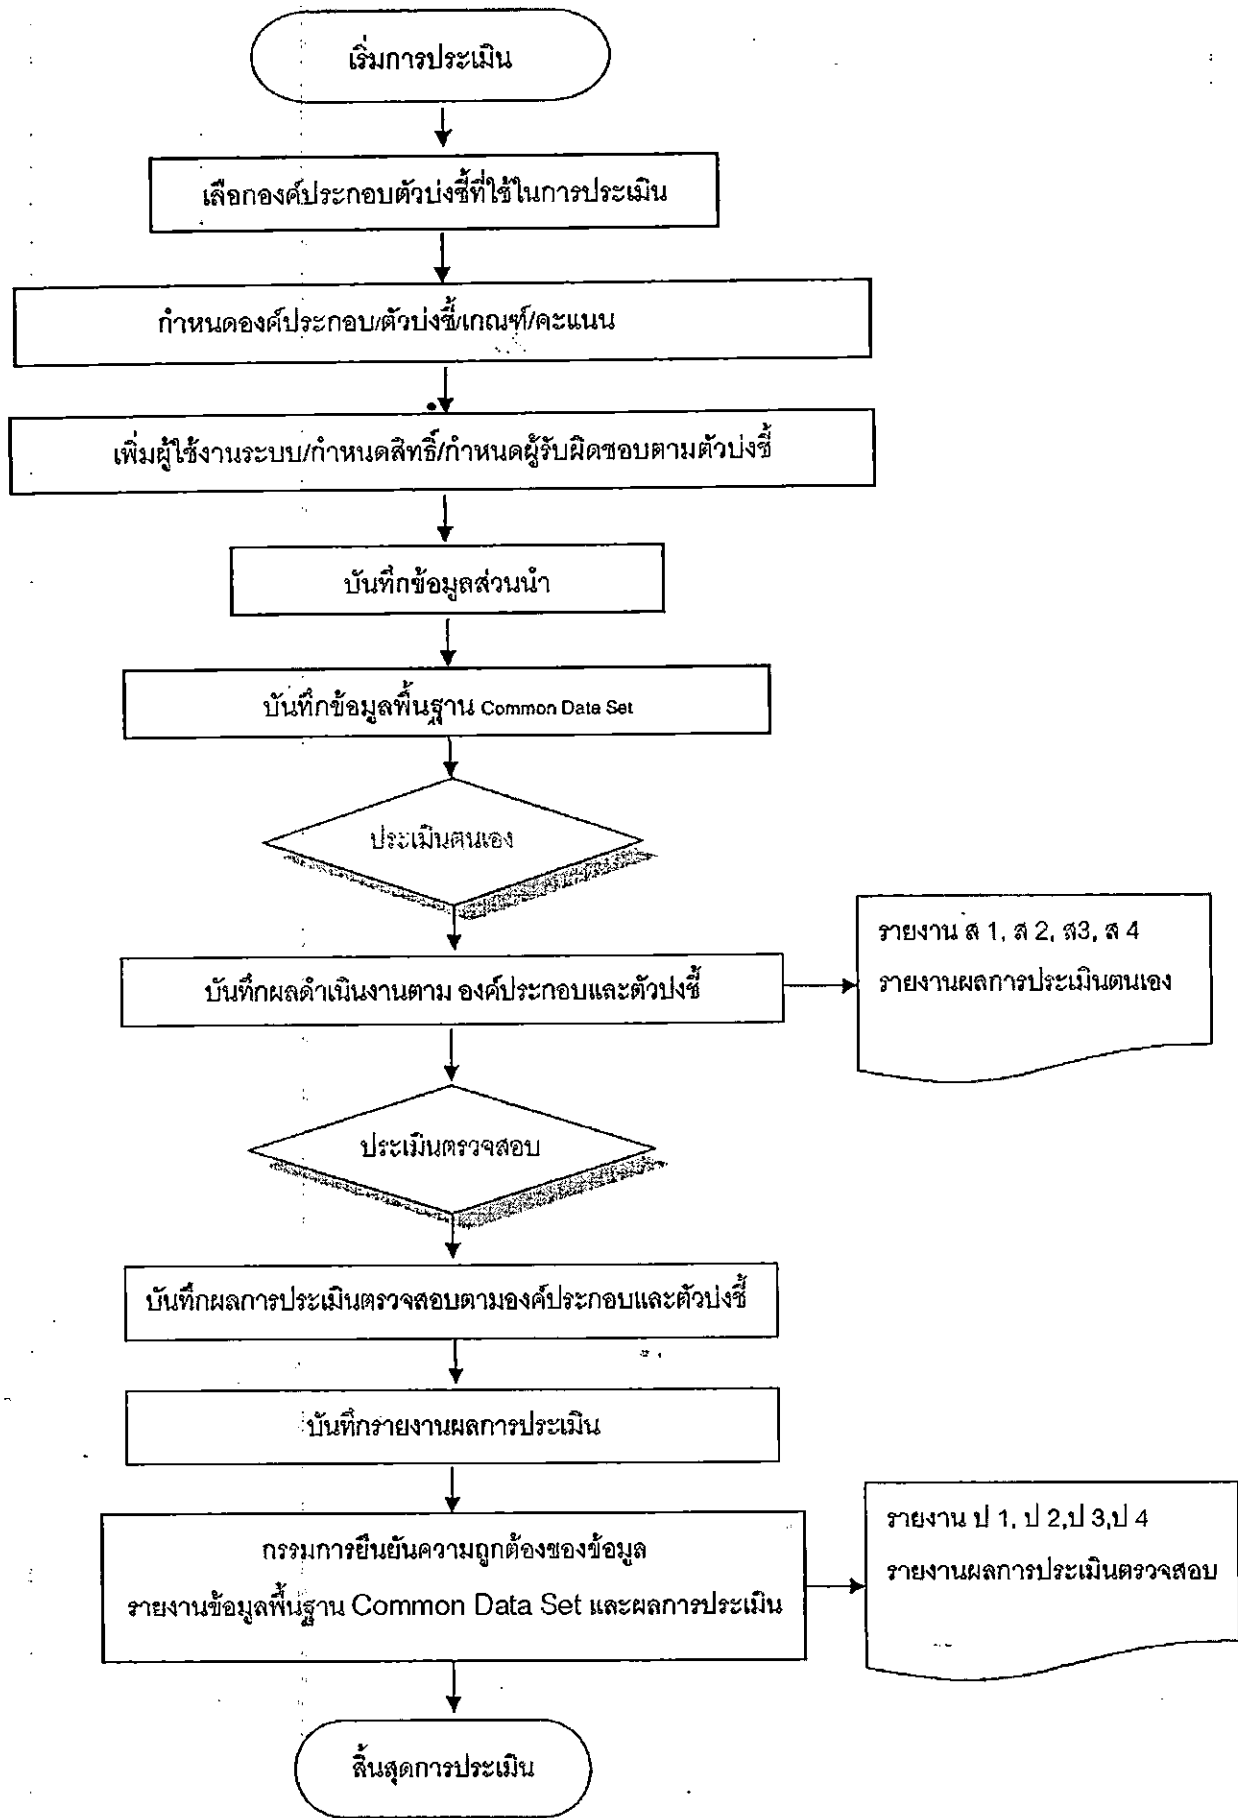 เริ่มการประเมิน
เลือกองค์ประกอบตัวบ่งชี้ที่ใช้ในการประเมิน
กำหนดองค์ประกอบ/ตัวบ่งชี้/เกณฑ์/คะแนน
เพิ่มผู้ใช้งานระบบ/กำหนดสิทธิ์/กำหนดผู้รับผิดชอบตามตัวบ่งชี้
บันทึกข้อมูลส่วนนำ
บันทึกข้อมูลพื้นฐาน Common Data Set
ประเมินตนเอง
บันทึกผลดำเนินงานตาม องค์ประกอบและตัวบ่งชี้
รายงาน ส 1, ส 2, ส3, ส 4
รายงานผลการประเมินตนเอง
ประเมินตรวจสอบ
บันทึกผลการประเมินตรวจสอบตามองค์ประกอบและตัวบ่งชี้
บันทึกรายงานผลการประเมิน
กรรมการยืนยันความถูกต้องของข้อมูล
รายงานข้อมูลพื้นฐาน Common Data Set และผลการประเมิน
รายงาน ป 1, ป 2,ป 3,ป 4
รายงานผลการประเมินตรวจสอบ
สิ้นสุดการประเมิน